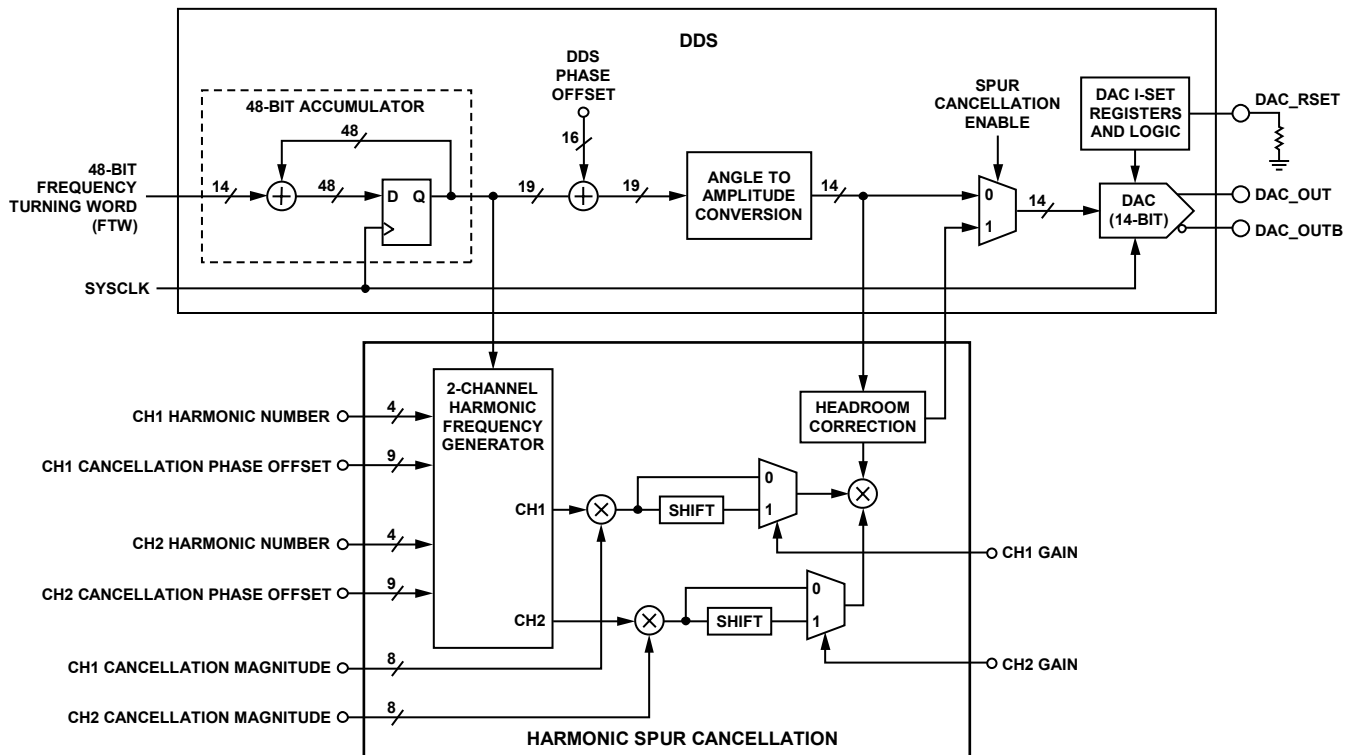 DDS
48-BIT ACCUMULATOR
48
48-BIT
FREQUENCY
TURNING WORD
(FTW)
14
48
D Q
19
DDS
PHASE
OFFSET
16
19
ANGLE TO
AMPLITUDE
CONVERSION
14
SPUR
CANCELLATION
ENABLE
0
1
14
DAC I-SET
REGISTERS
AND LOGIC
DAC
(14-BIT)
DAC_RSET
DAC_OUT
DAC_OUTB
SYSCLK
2-CHANNEL
HARMONIC
FREQUENCY
GENERATOR
CH1
CH2
HEADROOM
CORRECTION
CH1 HARMONIC NUMBER
4
CH1 CANCELLATION PHASE OFFSET
9
CH2 HARMONIC NUMBER
4
CH2 CANCELLATION PHASE OFFSET
9
CH1 CANCELLATION MAGNITUDE
8
CH2 CANCELLATION MAGNITUDE
8
SHIFT
0
1
SHIFT
0
1
CH1 GAIN
CH2 GAIN
HARMONIC SPUR CANCELLATION